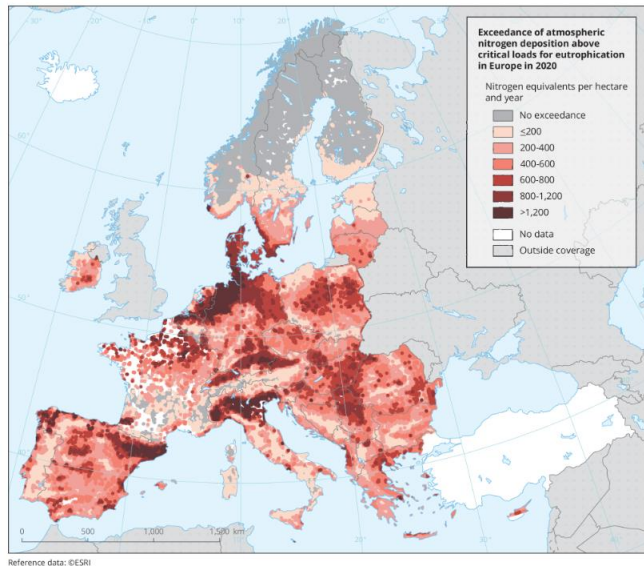 Exceedance of atmospheric
nitrogen deposition above
critical loads for eutrophication
in Europe in 2020
Nitrogen equivalents per hectare
and year
No exceedance
≤200
200-400
400-600
600-800
800-1,200
>1,200
No data
Outside coverage
0 500 1,000 1,500 km
Reference data: ©ESRI